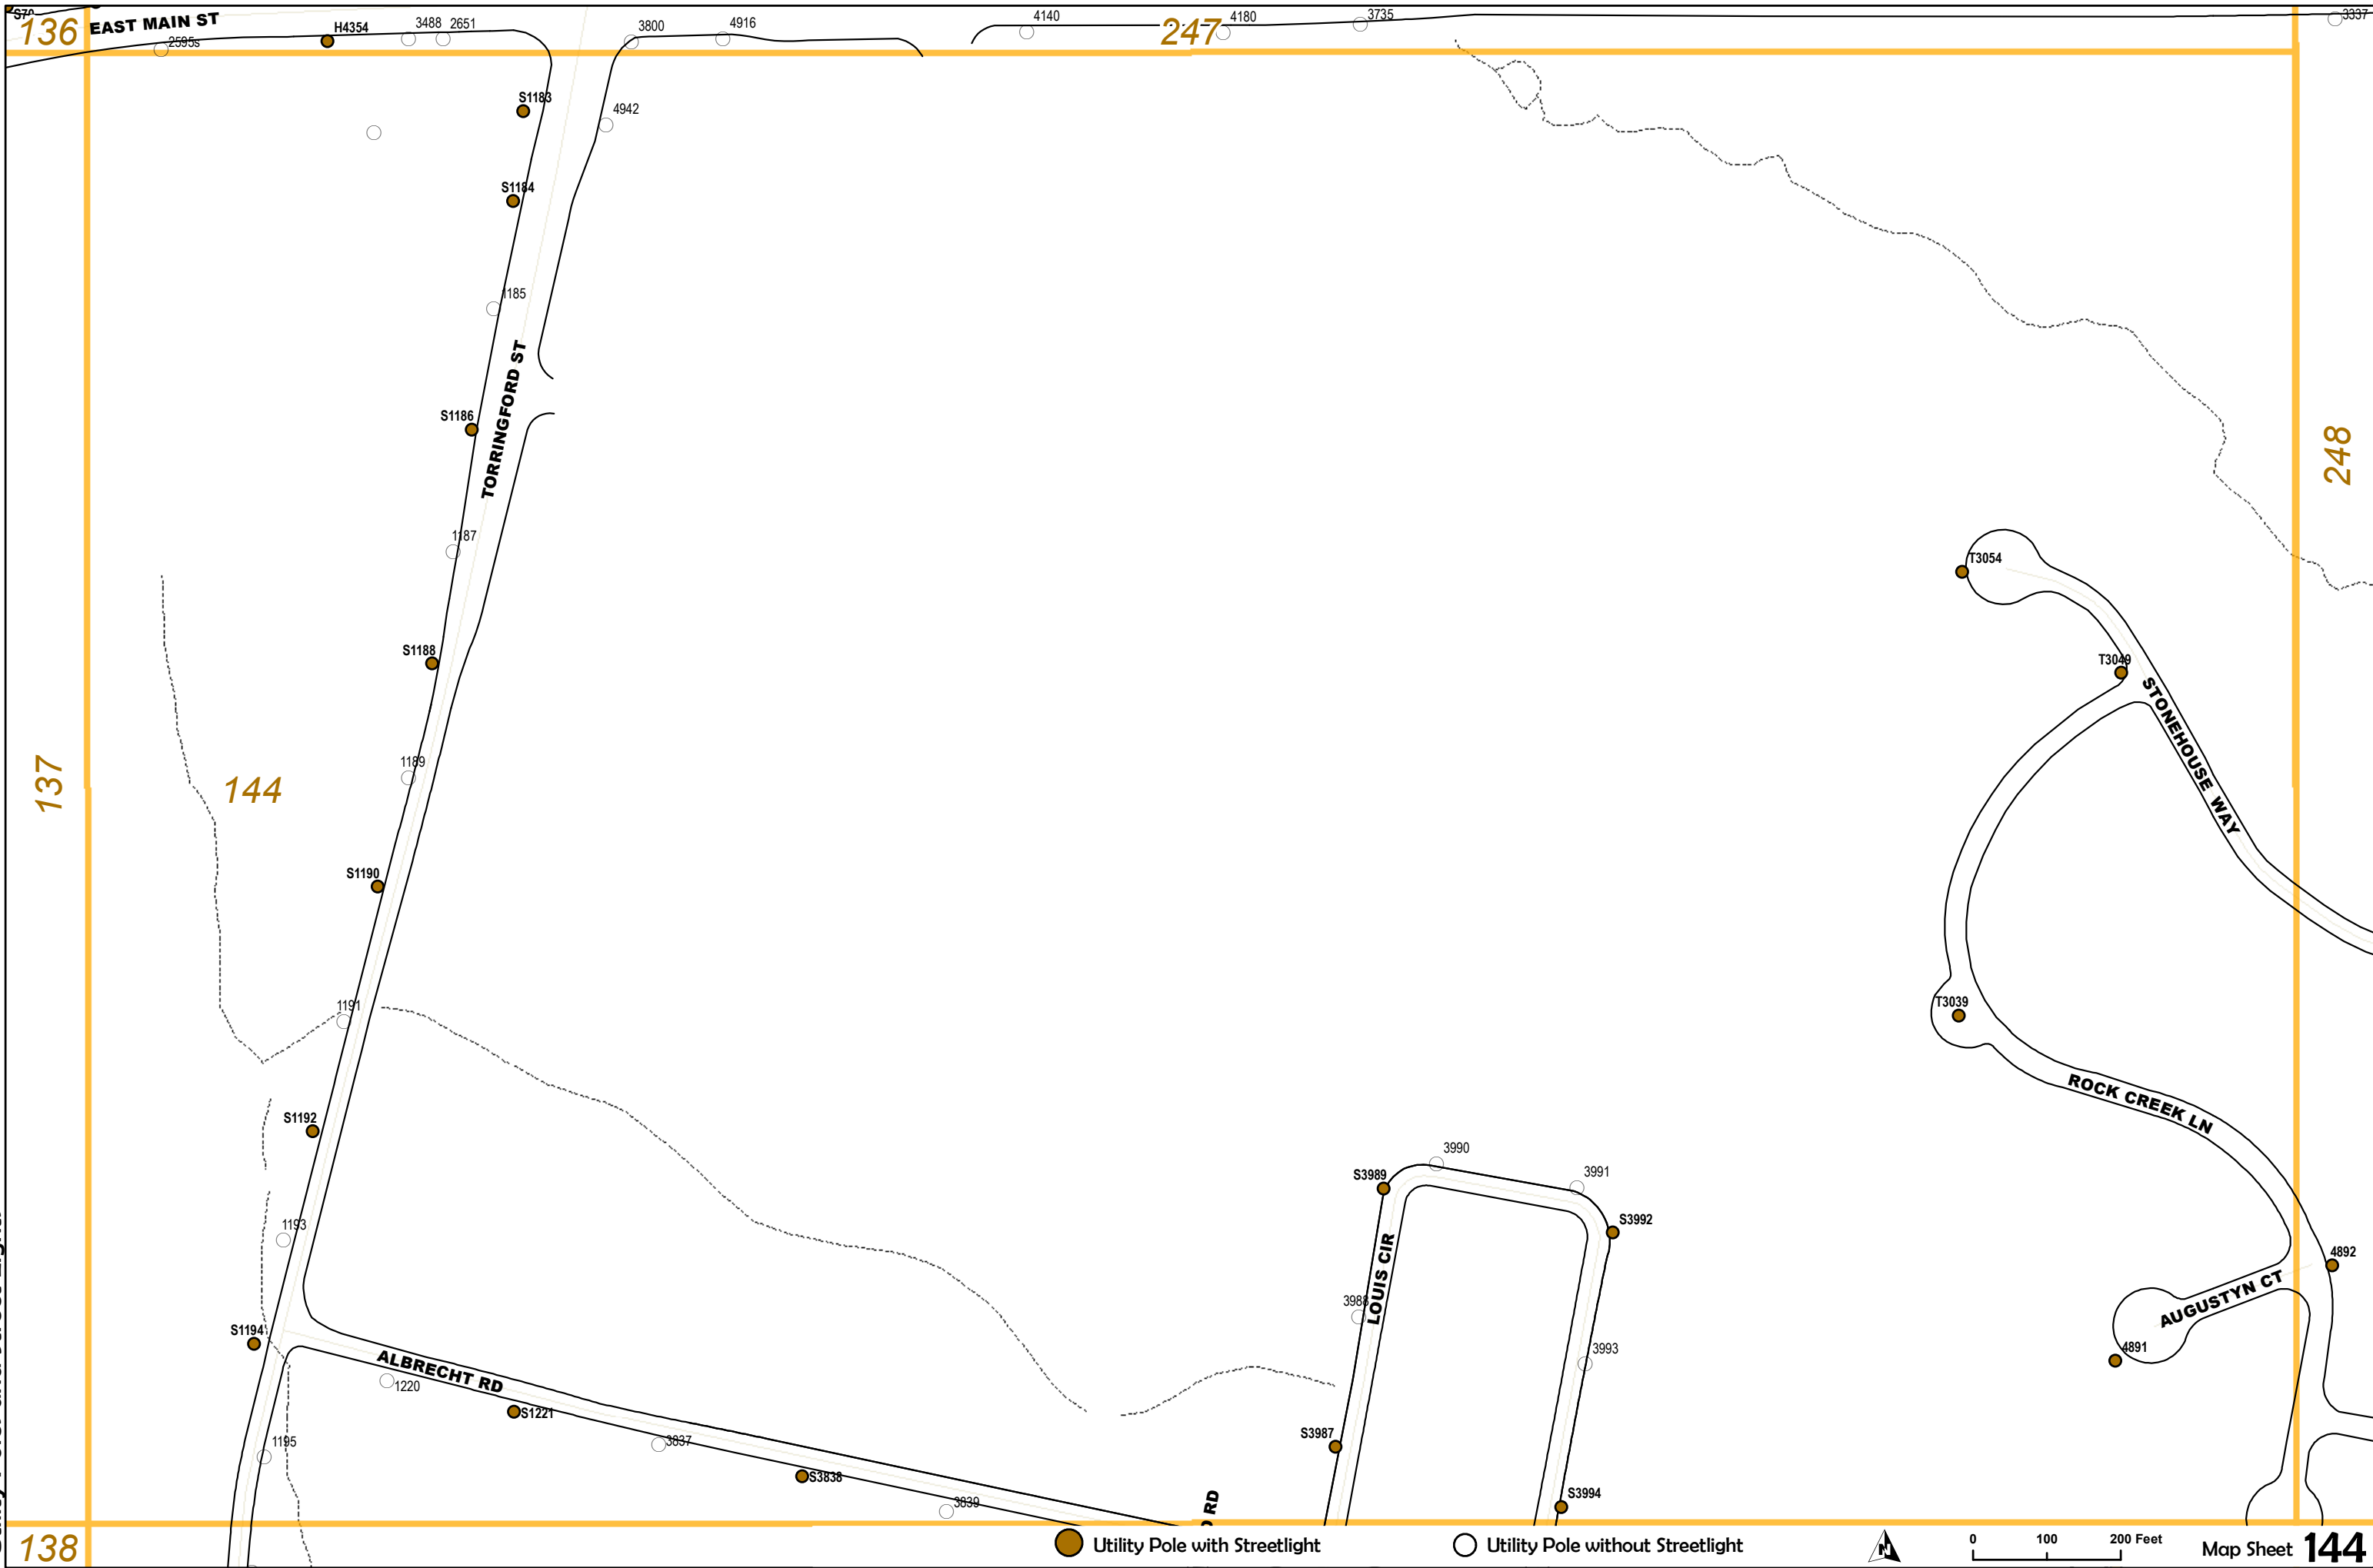 136
EAST MAIN ST
2595s
H4354
3488
2651
3800
4916
4140
247
4180
3735
3337
S1183
4942
S1184
1185
TORRINGFORD ST
S1186
248
1187
T3054
S1188
T3049
STONEHOUSE WAY
1189
137
144
S1190
1191
T3039
ROCK CREEK LN
S1192
3990
S3989
3991
S3992
1193
4892
LOUIS CIR
3988
AUGUSTYN CT
S1194
4891
3993
ALBRECHT RD
1220
S1221
1195
3837
S3987
S3838
S3994
3839
RD
138
Utility Pole with Streetlight
Utility Pole without Streetlight
N
0 100 200 Feet
Map Sheet 144